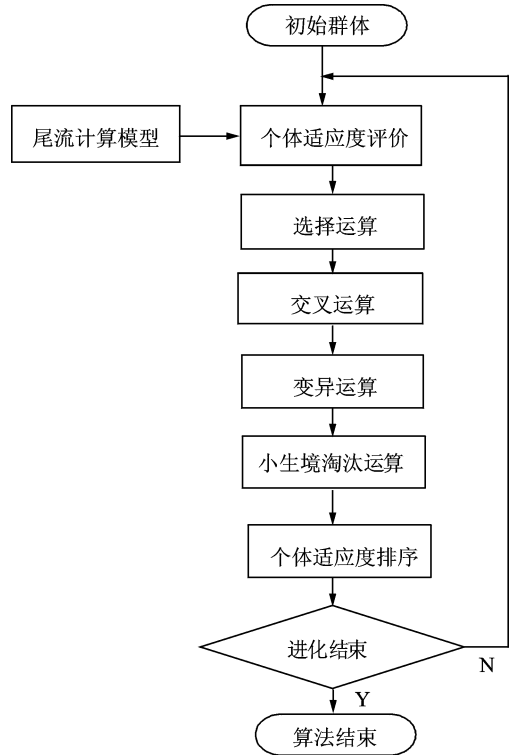 初始群体
尾流计算模型
个体适应度评价
选择运算
交叉运算
变异运算
小生境淘汰运算
个体适应度排序
进化结束
N
Y
算法结束